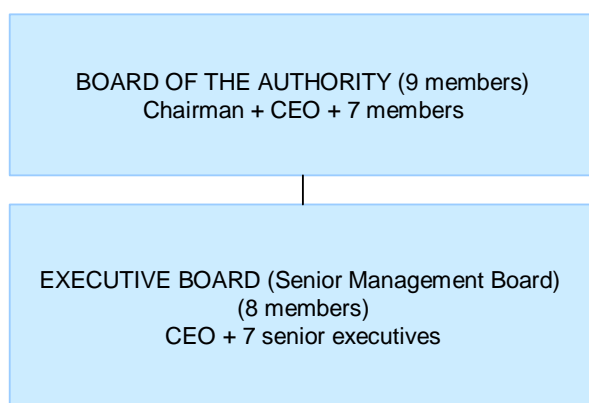 BOARD OF THE AUTHORITY (9 members)
Chairman + CEO + 7 members
EXECUTIVE BOARD (Senior Management Board)
(8 members)
CEO + 7 senior executives